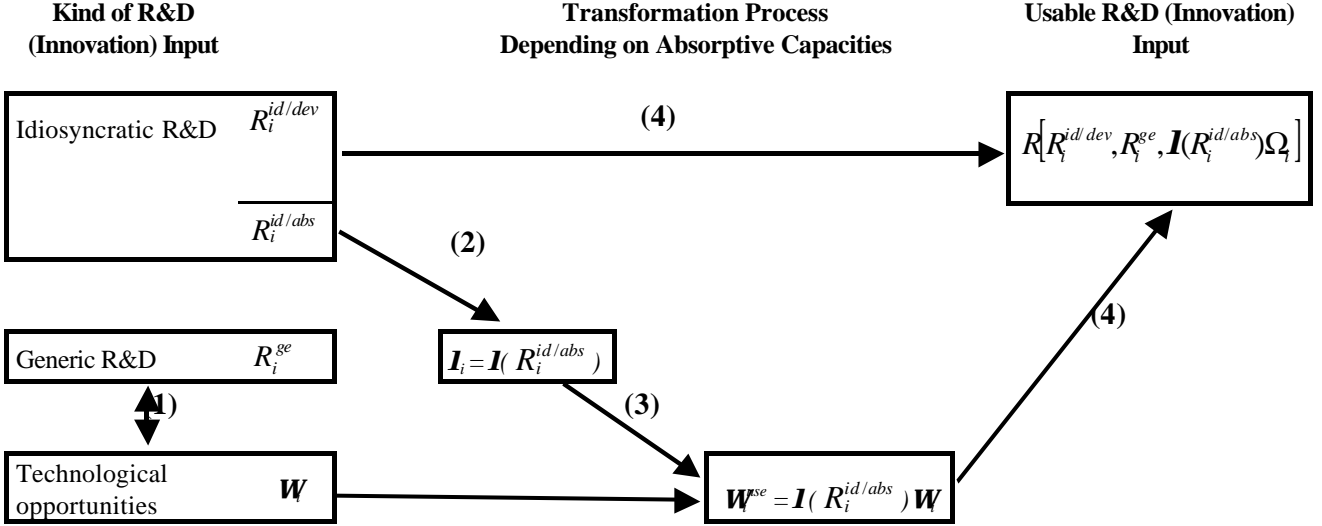 Kind of R&D
(Innovation) Input
Transformation Process
Depending on Absorptive Capacities
Usable R&D (Innovation)
Input
Idiosyncratic R&D R_i^{id/dev}
(4)
R[R_i^{id/dev}, R_i^{ge}, l(R_i^{id/abs})Ω_i]
R_i^{id/abs}
(2)
(4)
Generic R&D R_i^{ge}
l_i = l( R_i^{id/abs} )
(1)
(3)
Technological
opportunities W_i
W_i^{use} = l( R_i^{id/abs} ) W_i